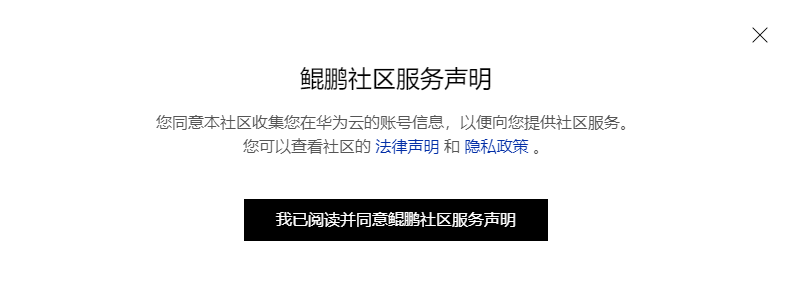 鲲鹏社区服务声明
您同意本社区收集您在华为云的账号信息，以便向您提供社区服务。
您可以查看社区的 法律声明 和 隐私政策 。
我已阅读并同意鲲鹏社区服务声明